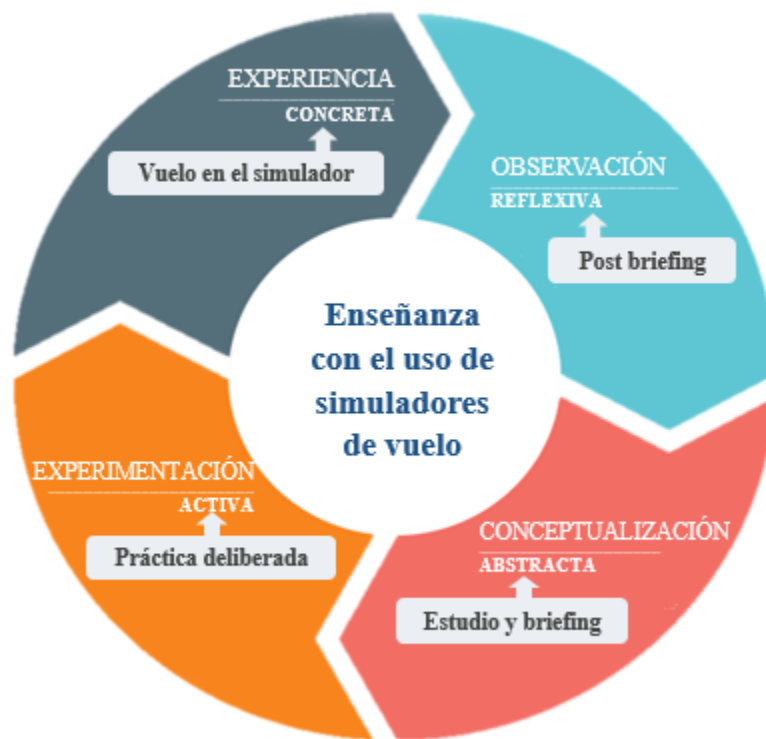 EXPERIENCIA
CONCRETA
Vuelo en el simulador
OBSERVACIÓN
REFLEXIVA
Post briefing
Enseñanza
con el uso de
simuladores
de vuelo
EXPERIMENTACIÓN
ACTIVA
Práctica deliberada
CONCEPTUALIZACIÓN
ABSTRACTA
Estudio y briefing